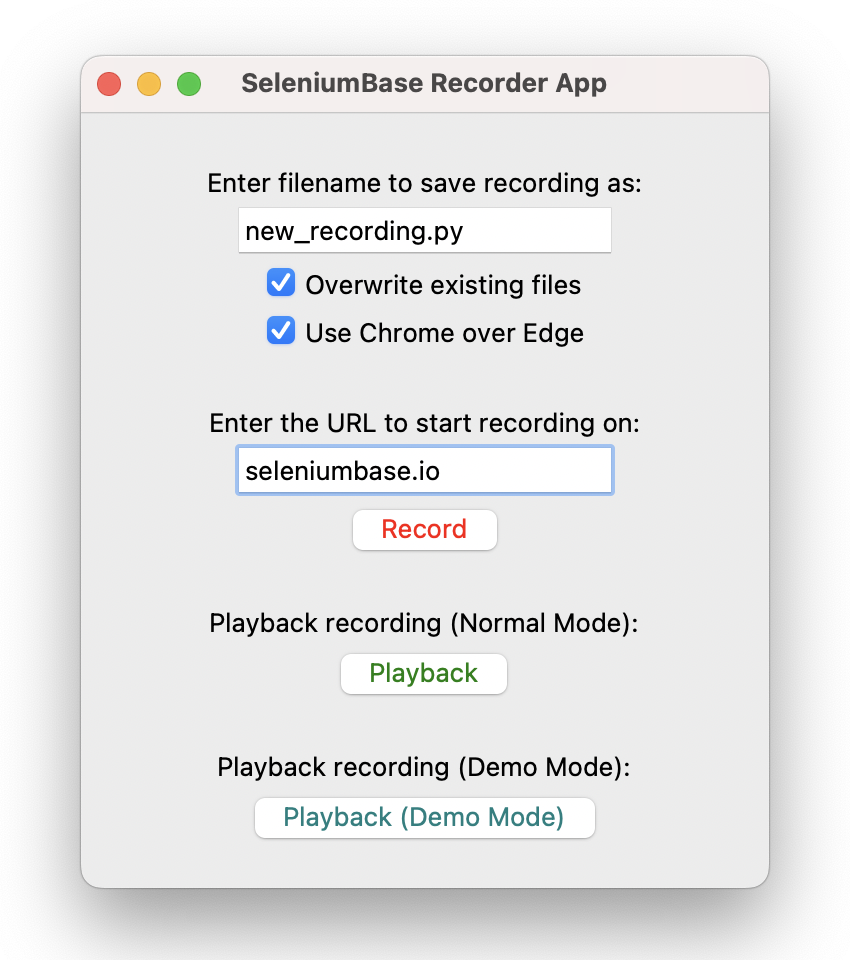 SeleniumBase Recorder App
Enter filename to save recording as:
new_recording.py
Overwrite existing files
Use Chrome over Edge
Enter the URL to start recording on:
seleniumbase.io
Record
Playback recording (Normal Mode):
Playback
Playback recording (Demo Mode):
Playback (Demo Mode)